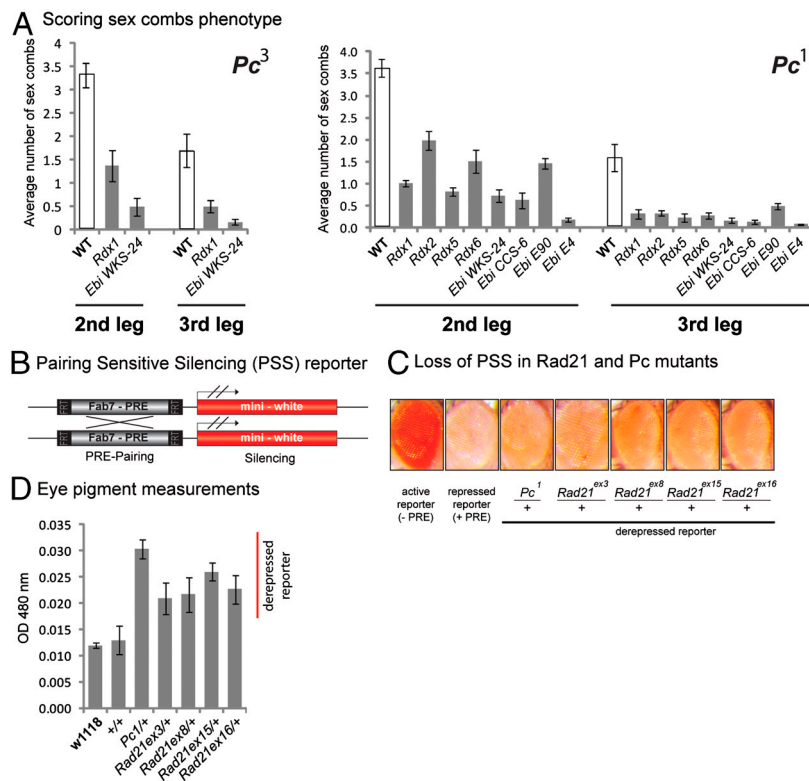 A Scoring sex combs phenotype
Average number of sex combs
4
3.5
3
2.5
2
1.5
1
0.5
0
Pc3
WT
Rdx1
Ebi WKS-24
WT
Rdx1
Ebi WKS-24
2nd leg
3rd leg
Average number of sex combs
4.0
3.5
3.0
2.5
2.0
1.5
1.0
0.5
0.0
Pc1
WT
Rdx1
Rdx2
Rdx5
Rdx6
Ebi WKS-24
Ebi CCS-6
Ebi E90
Ebi E4
WT
Rdx1
Rdx2
Rdx5
Rdx6
Ebi WKS-24
Ebi CCS-6
Ebi E90
Ebi E4
2nd leg
3rd leg
B Pairing Sensitive Silencing (PSS) reporter
FRT Fab7 - PRE FRT mini - white
FRT Fab7 - PRE FRT mini - white
PRE-Pairing Silencing
C Loss of PSS in Rad21 and Pc mutants
active reporter (- PRE)
repressed reporter (+ PRE)
Pc1
+
Rad21ex3
+
Rad21ex8
+
Rad21ex15
+
Rad21ex16
+
derepressed reporter
D Eye pigment measurements
OD 480 nm
0.035
0.030
0.025
0.020
0.015
0.010
0.005
0.000
derepressed reporter
w1118
+/+
Pc1/+
Rad21ex3/+
Rad21ex8/+
Rad21ex15/+
Rad21ex16/+